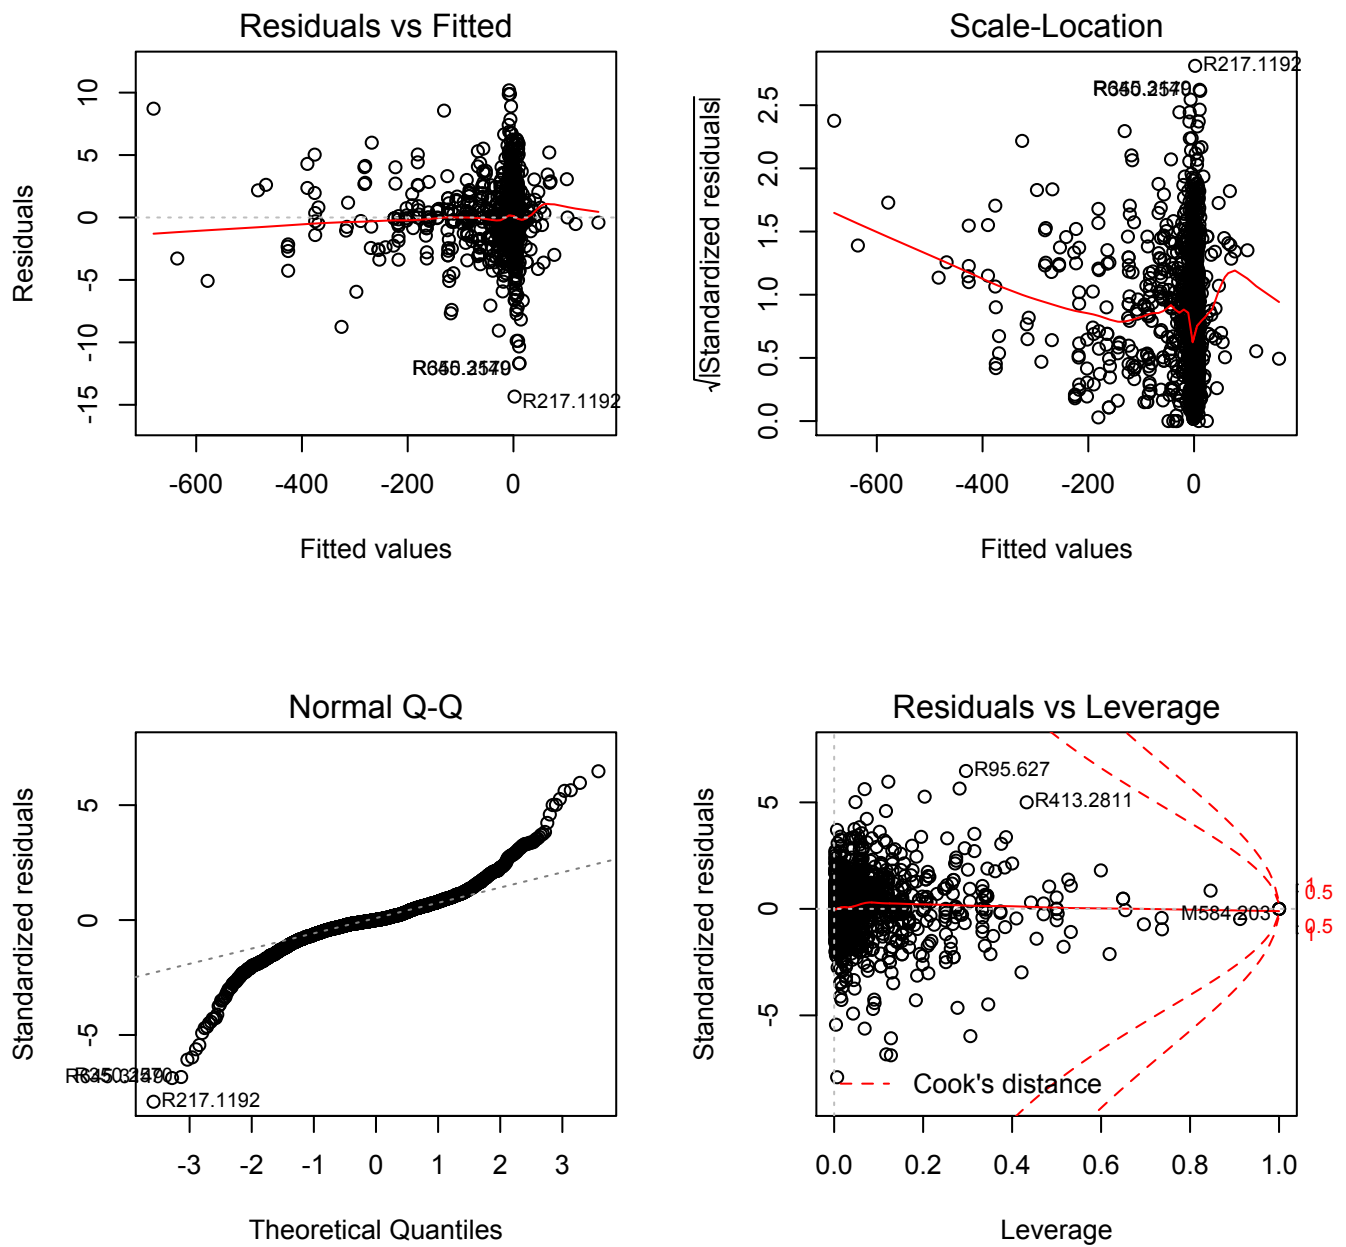 Residuals vs Fitted
Residuals
10
5
0
-5
-10
-15
R217.1192
-600
-400
-200
0
Fitted values
Scale-Location
√|Standardized residuals|
2.5
2.0
1.5
1.0
0.5
0.0
R217.1192
-600
-400
-200
0
Fitted values
Normal Q-Q
Standardized residuals
5
0
-5
R217.1192
-3
-2
-1
0
1
2
3
Theoretical Quantiles
Residuals vs Leverage
Standardized residuals
5
0
-5
R95.627
R413.2811
M584.203
1
0.5
0.5
1
Cook's distance
0.0
0.2
0.4
0.6
0.8
1.0
Leverage